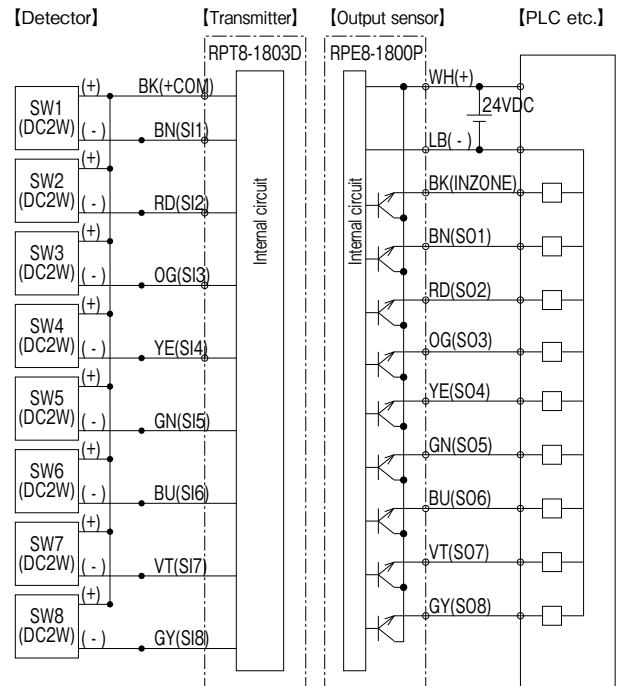 【Detector】 【Transmitter】 【Output sensor】 【PLC etc.】
RPT8-1803D
RPE8-1800P
SW1
(DC2W)
(+)
BK(+COM)
( - )
BN(SI1)
SW2
(DC2W)
(+)
( - )
RD(SI2)
SW3
(DC2W)
(+)
( - )
OG(SI3)
SW4
(DC2W)
(+)
( - )
YE(SI4)
SW5
(DC2W)
(+)
( - )
GN(SI5)
SW6
(DC2W)
(+)
( - )
BU(SI6)
SW7
(DC2W)
(+)
( - )
VT(SI7)
SW8
(DC2W)
(+)
( - )
GY(SI8)
Internal circuit
Internal circuit
WH(+)
24VDC
LB( - )
BK(INZONE)
BN(SO1)
RD(SO2)
OG(SO3)
YE(SO4)
GN(SO5)
BU(SO6)
VT(SO7)
GY(SO8)